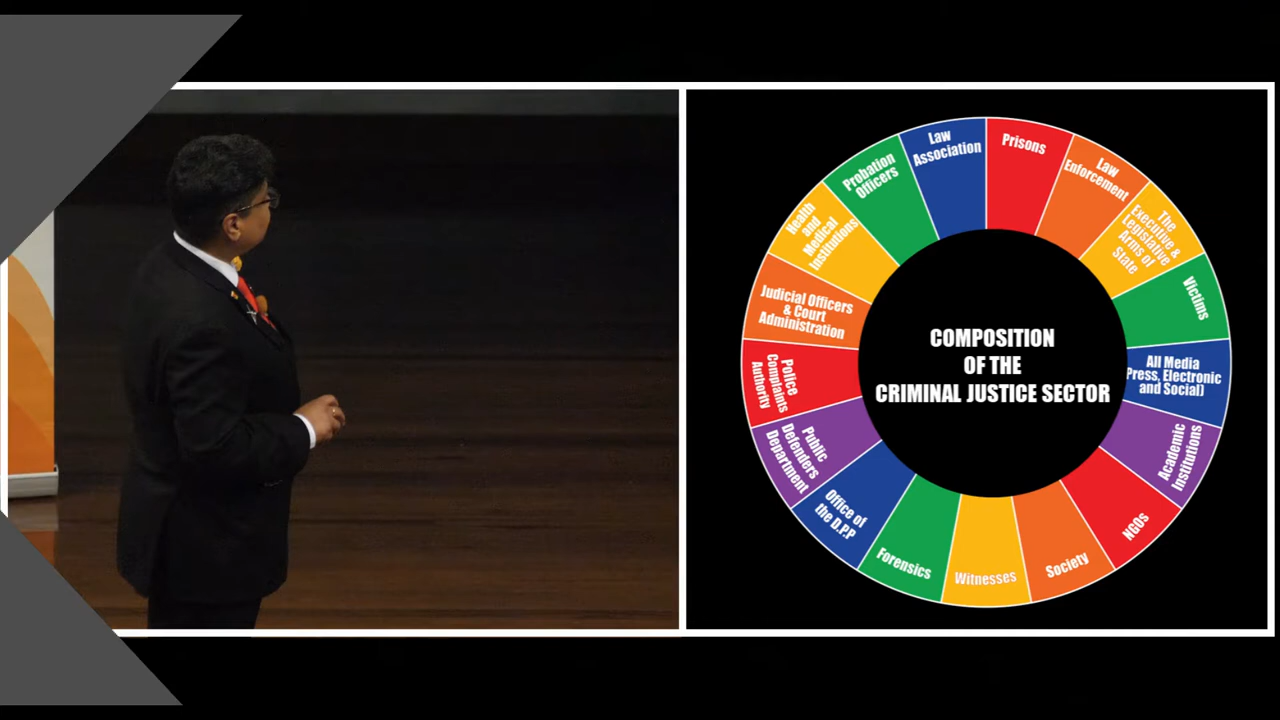 Law
Association
Prisons
Law
Enforcement
The
Executive &
Legislative
Arms of
State
Victims
All Media
Press, Electronic
and Social)
Academic
Institutions
NGOs
Society
Witnesses
Forensics
Office of
the D.P.P
Public
Defenders
Department
Police
Complaints
Authority
Judicial Officers
& Court
Administration
Health
and
Medical
Institutions
Probation
Officers
COMPOSITION
OF THE
CRIMINAL JUSTICE SECTOR